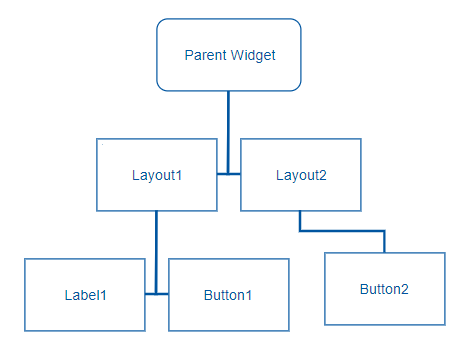 Parent Widget
Layout1
Layout2
Label1
Button1
Button2